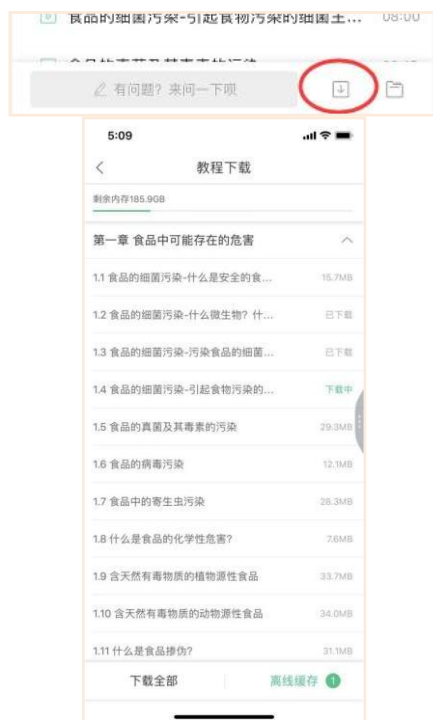 食品的细菌污染-引起食物污染的细菌主... 08:00
有问题？来问一下呗
5:09
教程下载
剩余内存185.9GB
第一章 食品中可能存在的危害
1.1 食品的细菌污染-什么是安全的食... 15.7MB
1.2 食品的细菌污染-什么微生物？什... 已下载
1.3 食品的细菌污染-污染食品的细菌... 已下载
1.4 食品的细菌污染-引起食物污染的... 下载中
1.5 食品的真菌及其毒素的污染 29.3MB
1.6 食品的病毒污染 12.1MB
1.7 食品中的寄生虫污染 28.3MB
1.8 什么是食品的化学性危害？ 7.6MB
1.9 含天然有毒物质的植物源性食品 33.7MB
1.10 含天然有毒物质的动物源性食品 34.0MB
1.11 什么是食品掺伪？ 31.1MB
下载全部 离线缓存 1